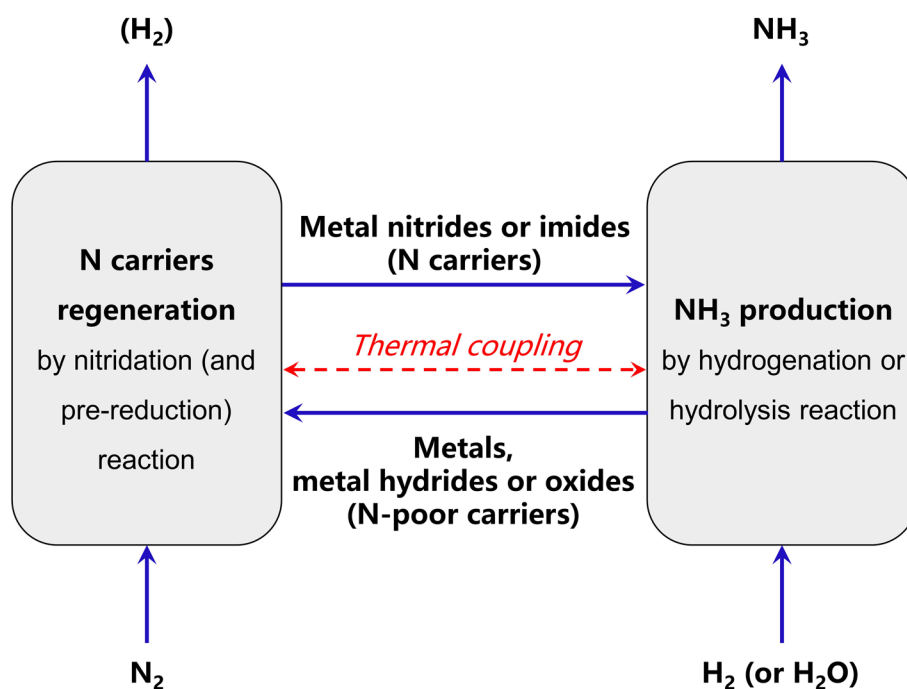 (H₂)
NH₃
N carriers
regeneration
by nitridation (and
pre-reduction)
reaction
Metal nitrides or imides
(N carriers)
Thermal coupling
Metals,
metal hydrides or oxides
(N-poor carriers)
NH₃ production
by hydrogenation or
hydrolysis reaction
N₂
H₂ (or H₂O)